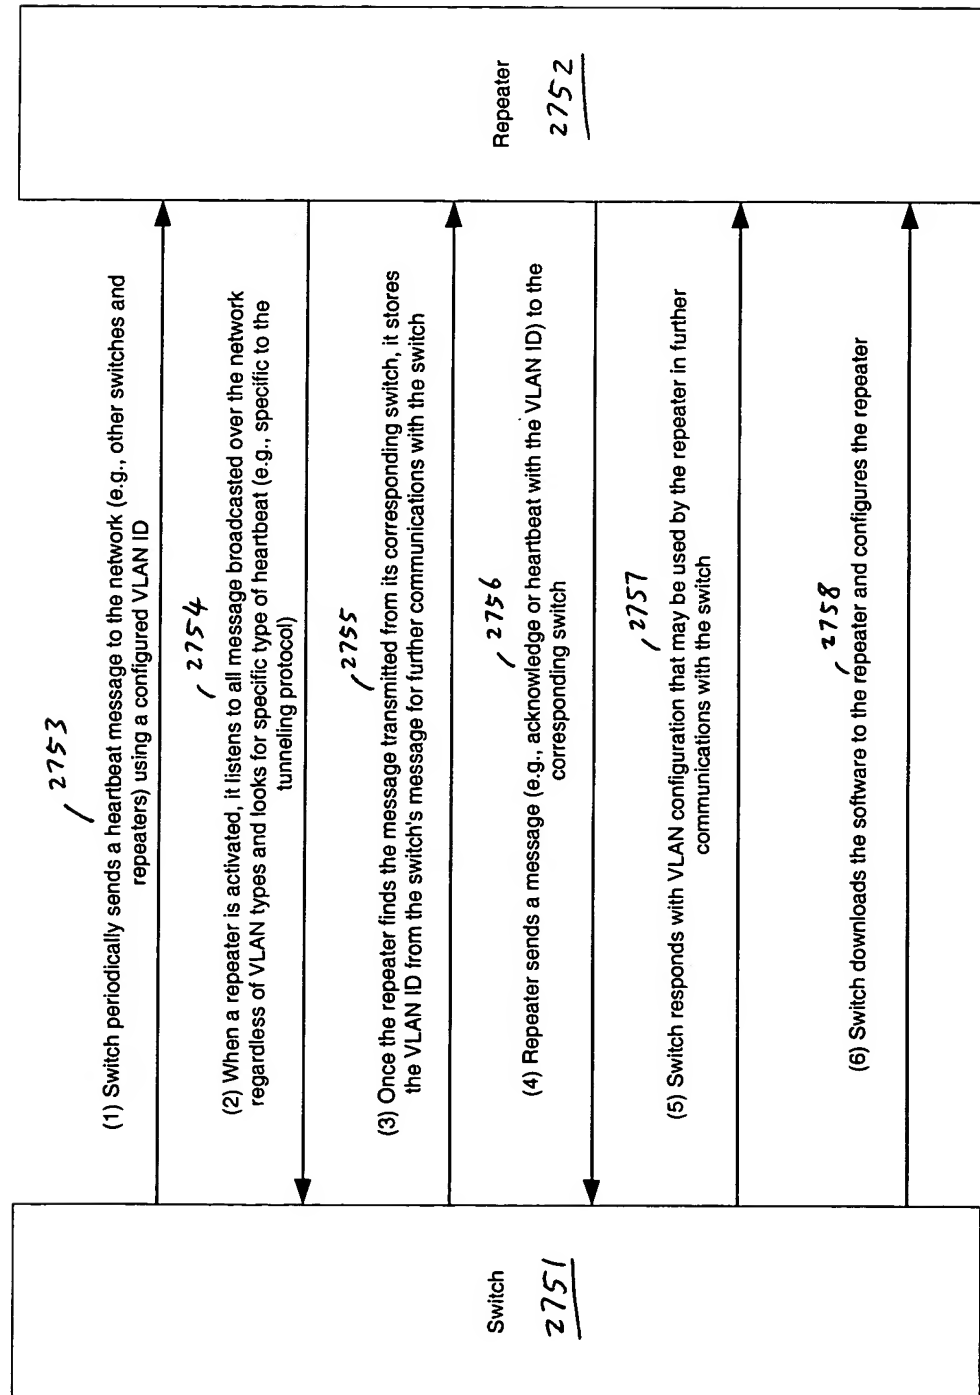 2753
(1) Switch periodically sends a heartbeat message to the network (e.g., other switches and
repeaters) using a configured VLAN ID
2754
(2) When a repeater is activated, it listens to all message broadcasted over the network
regardless of VLAN types and looks for specific type of heartbeat (e.g., specific to the
tunneling protocol)
2755
(3) Once the repeater finds the message transmitted from its corresponding switch, it stores
the VLAN ID from the switch's message for further communications with the switch
Switch
2751
Repeater
2752
2756
(4) Repeater sends a message (e.g., acknowledge or heartbeat with the VLAN ID) to the
corresponding switch
2757
(5) Switch responds with VLAN configuration that may be used by the repeater in further
communications with the switch
2758
(6) Switch downloads the software to the repeater and configures the repeater